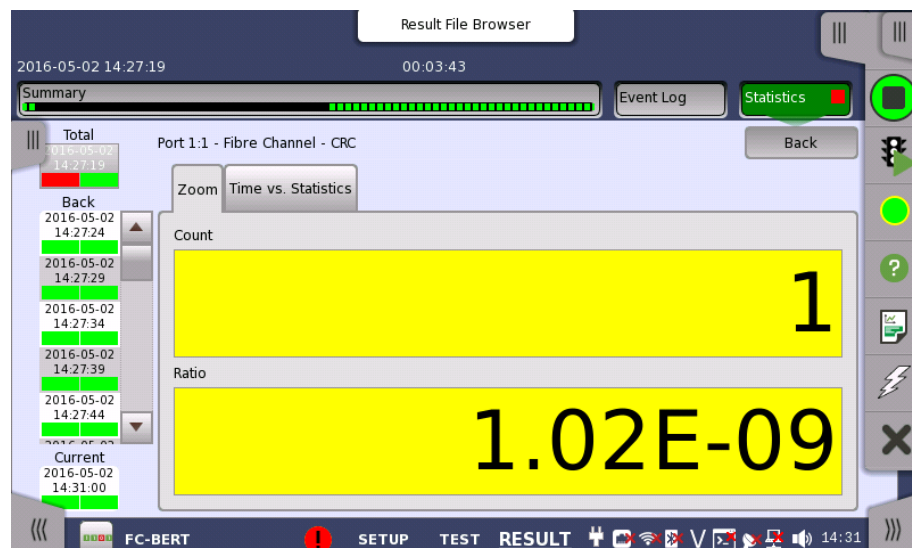 Result File Browser
2016-05-02 14:27:19
00:03:43
Summary
Event Log
Statistics
Total
2016-05-02
14:27:19
Port 1:1 - Fibre Channel - CRC
Back
Zoom
Time vs. Statistics
Back
2016-05-02
14:27:24
2016-05-02
14:27:29
2016-05-02
14:27:34
2016-05-02
14:27:39
2016-05-02
14:27:44
Current
2016-05-02
14:31:00
Count
1
Ratio
1.02E-09
FC-BERT
SETUP
TEST
RESULT
14:31